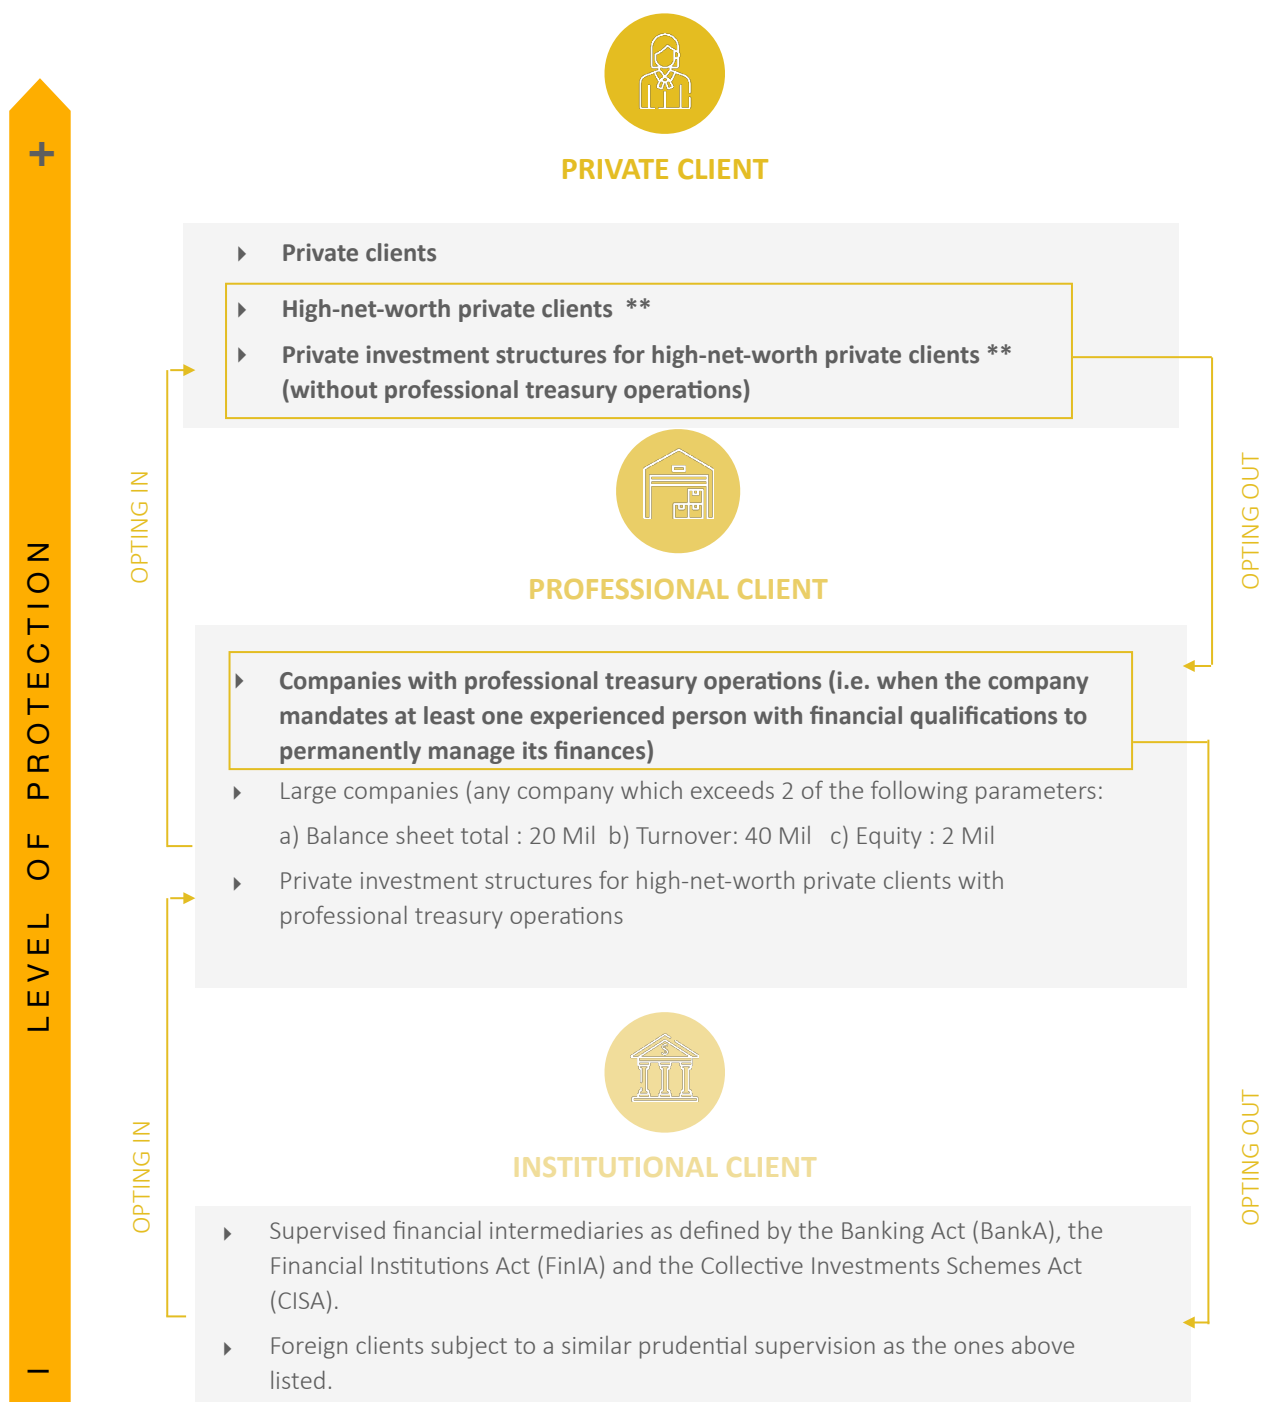 +
PRIVATE CLIENT
Private clients
High-net-worth private clients **
Private investment structures for high-net-worth private clients **
(without professional treasury operations)
OPTING IN
OPTING OUT
PROFESSIONAL CLIENT
LEVEL OF PROTECTION
Companies with professional treasury operations (i.e. when the company
mandates at least one experienced person with financial qualifications to
permanently manage its finances)
Large companies (any company which exceeds 2 of the following parameters:
a) Balance sheet total : 20 Mil b) Turnover: 40 Mil c) Equity : 2 Mil
Private investment structures for high-net-worth private clients with
professional treasury operations
$
INSTITUTIONAL CLIENT
OPTING IN
OPTING OUT
Supervised financial intermediaries as defined by the Banking Act (BankA), the
Financial Institutions Act (FinIA) and the Collective Investments Schemes Act
(CISA).
Foreign clients subject to a similar prudential supervision as the ones above
listed.
–